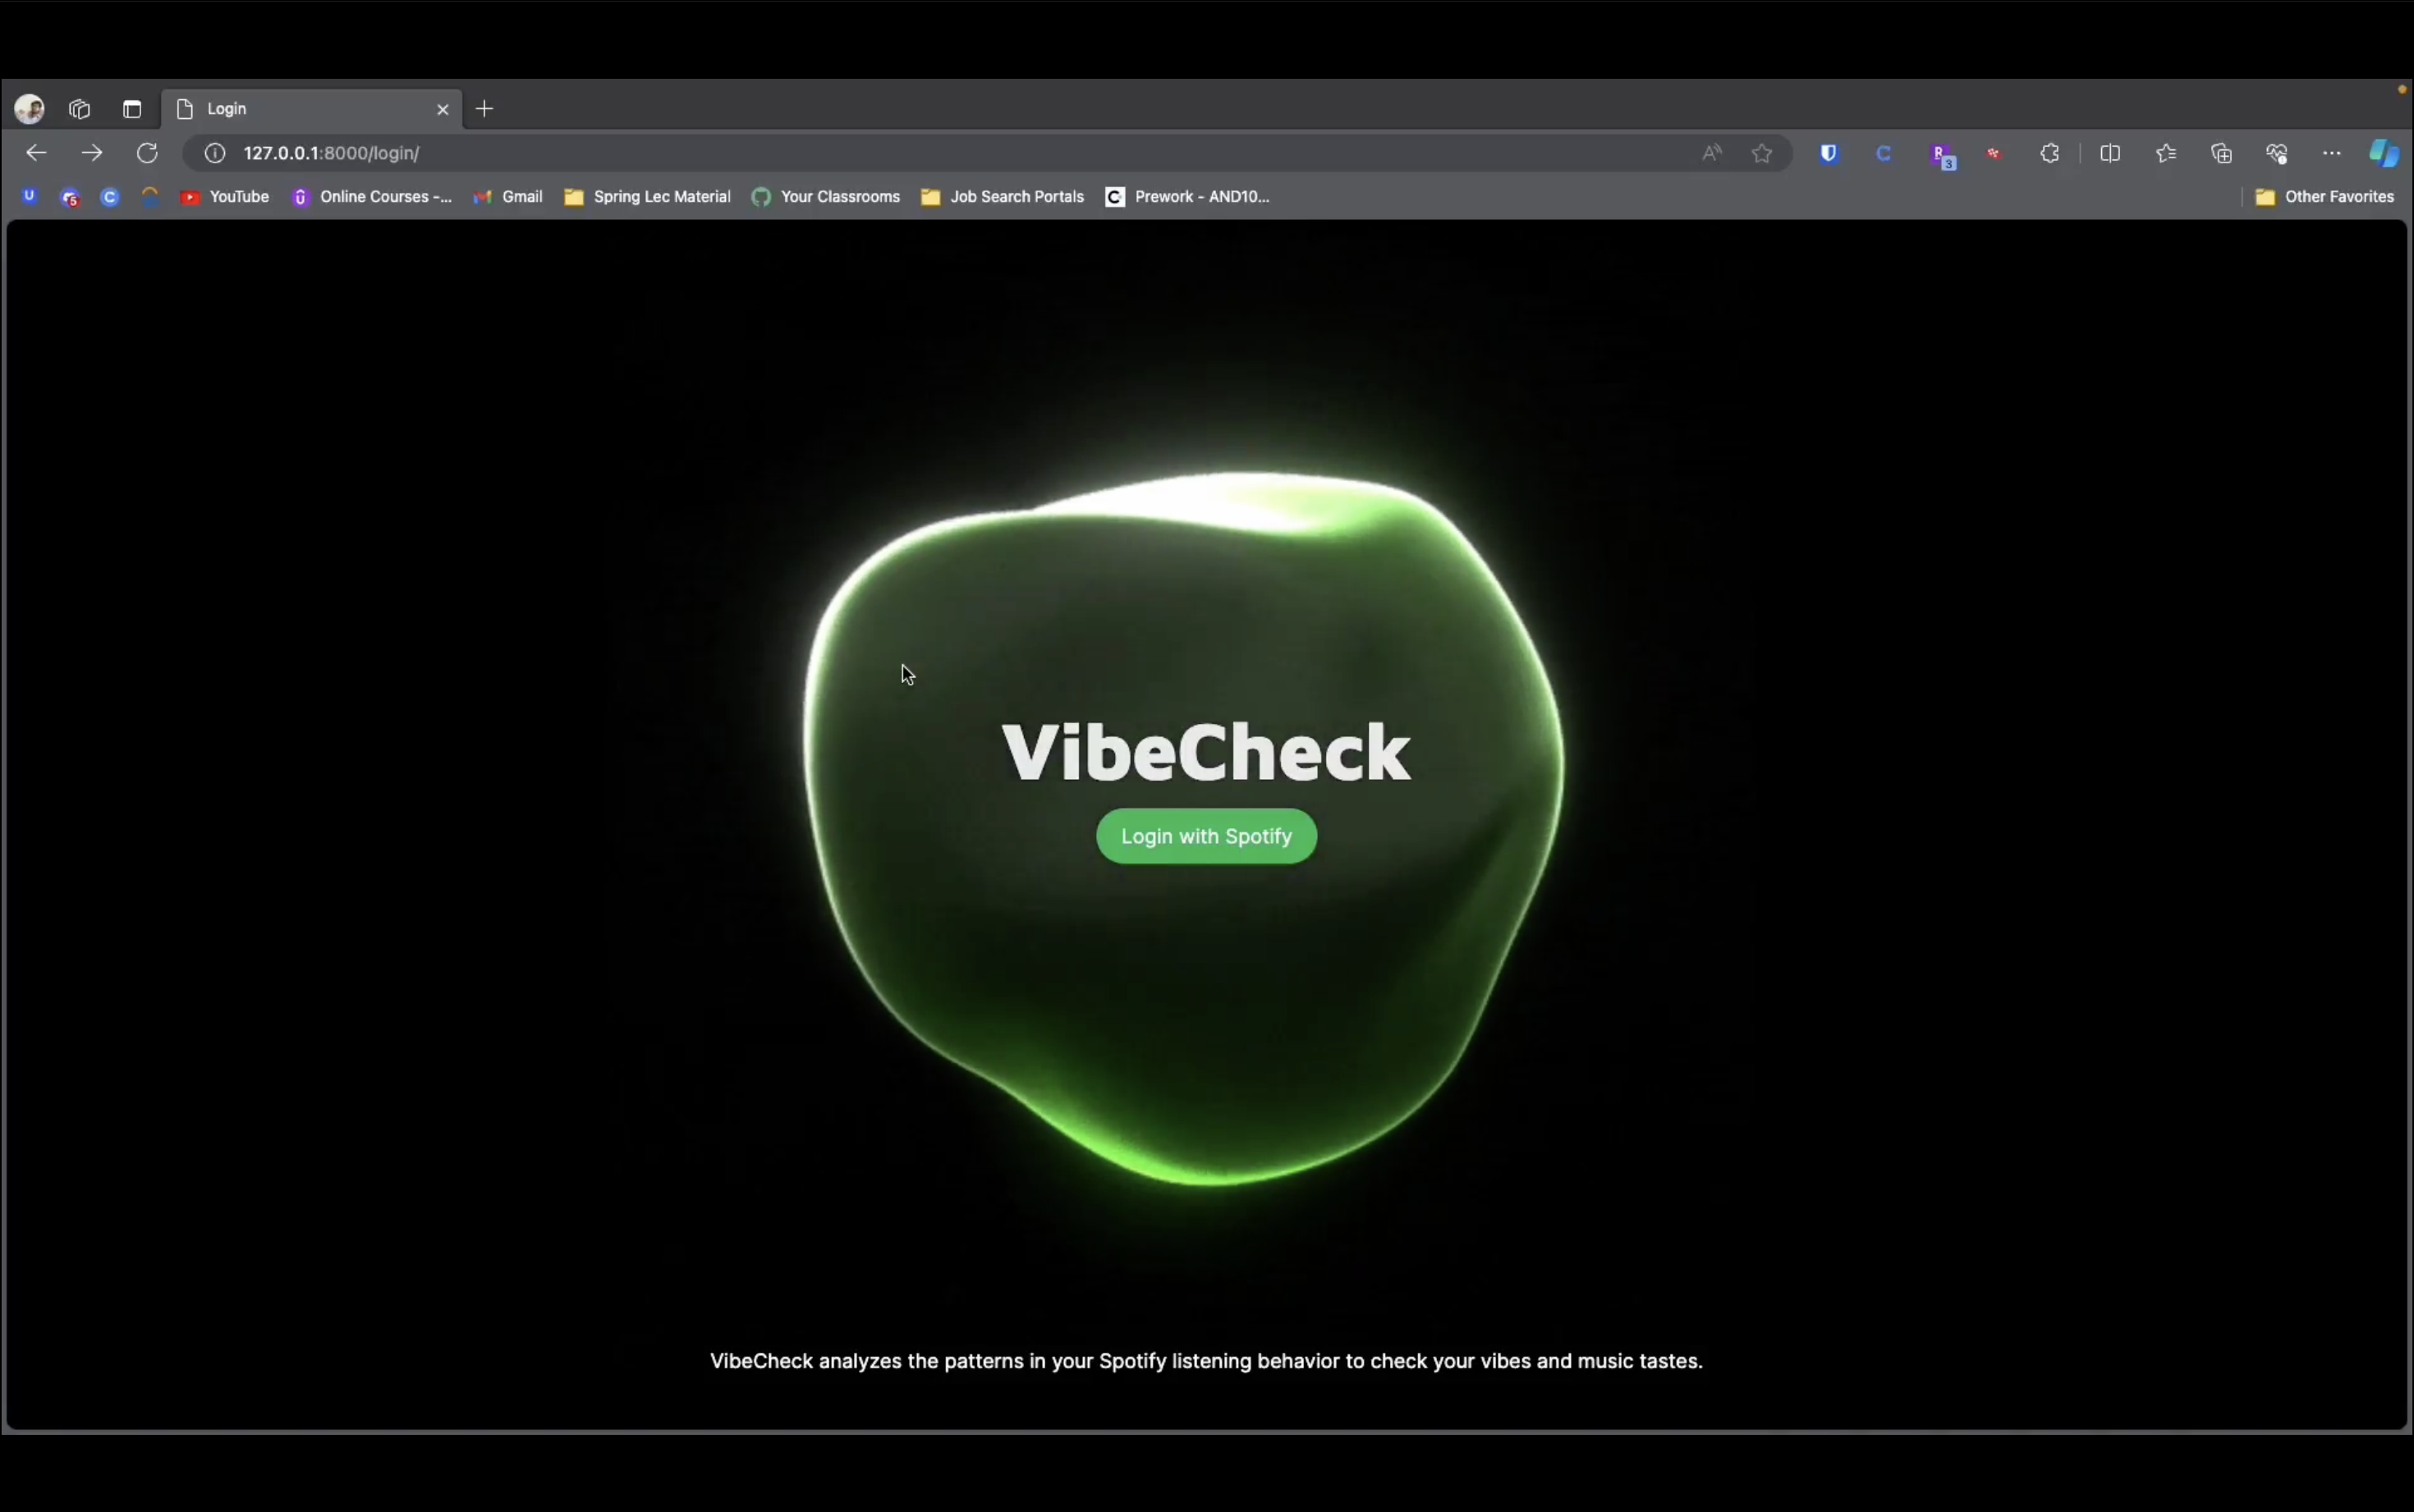 Login
127.0.0.1:8000/login/
A
C
R
3
U
5
C
YouTube
Online Courses -...
Gmail
Spring Lec Material
Your Classrooms
Job Search Portals
C
Prework - AND10...
Other Favorites
VibeCheck
Login with Spotify
VibeCheck analyzes the patterns in your Spotify listening behavior to check your vibes and music tastes.